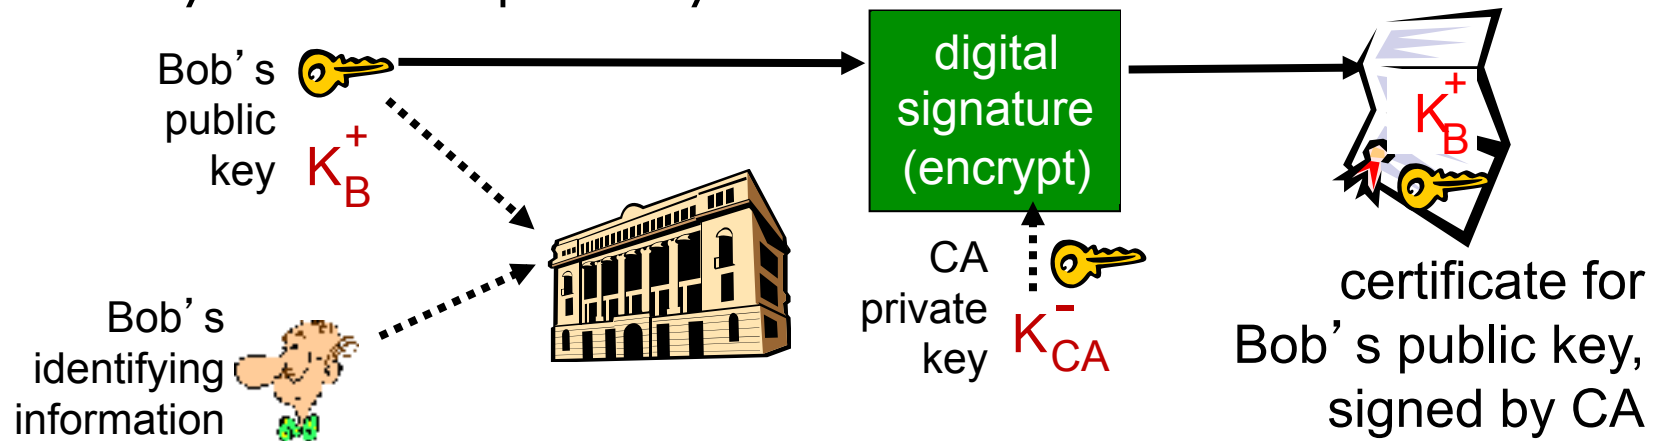 Bob’s
public
key
K+B
digital
signature
(encrypt)
K+B
CA
private
key
K-CA
Bob’s
identifying
information
certificate for
Bob’s public key,
signed by CA